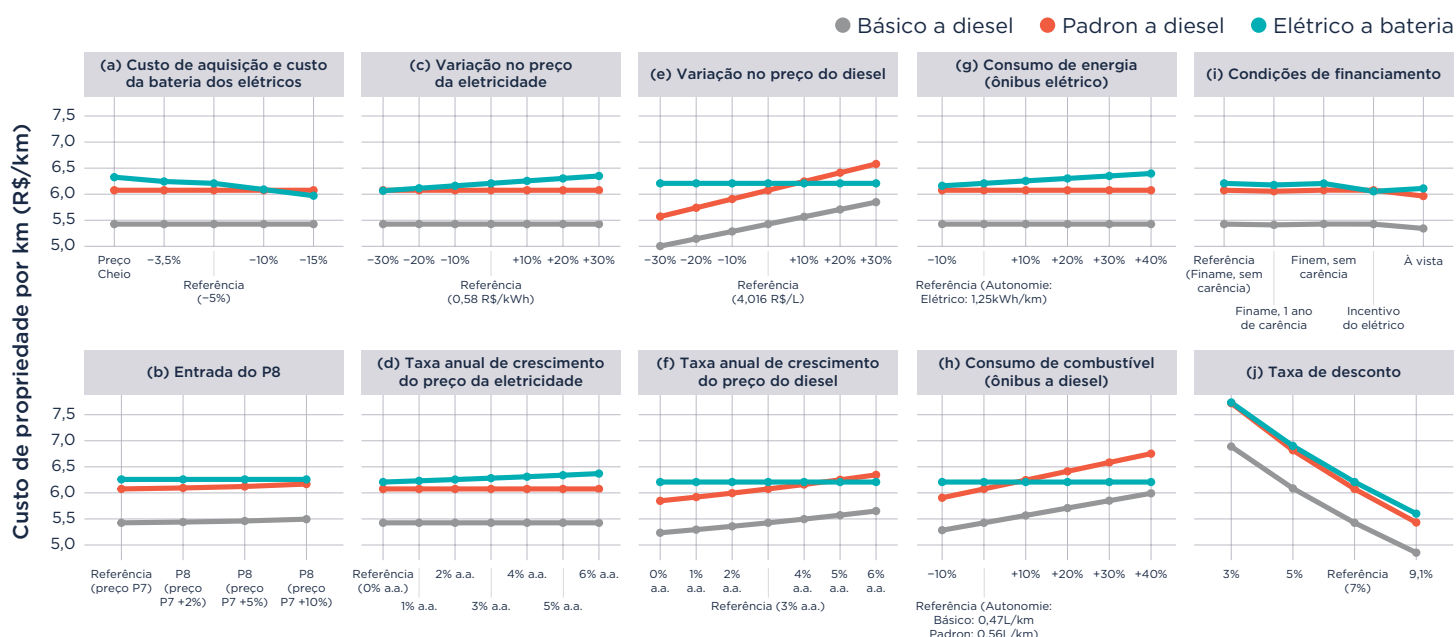 Básico a diesel Padron a diesel Elétrico a bateria
Custo de propriedade por km (R$/km)
(a) Custo de aquisição e custo
da bateria dos elétricos
7,5
7,0
6,5
6,0
5,5
5,0
Preço
Cheio
−3,5%
Referência
(−5%)
−10%
−15%
(c) Variação no preço
da eletricidade
−30% −20% −10%
Referência
(0,58 R$/kWh)
+10% +20% +30%
(e) Variação no preço do diesel
−30% −20% −10%
Referência
(4,016 R$/L)
+10% +20% +30%
(g) Consumo de energia
(ônibus elétrico)
−10%
Referência (Autonomie:
Elétrico: 1,25kWh/km)
+10% +20% +30% +40%
(i) Condições de financiamento
Referência
(Finame, sem
carência)
Finame, 1 ano
de carência
Finem, sem
carência
Incentivo
do elétrico
À vista
(b) Entrada do P8
7,5
7,0
6,5
6,0
5,5
5,0
Referência
(preço P7)
P8
(preço
P7 +2%)
P8
(preço
P7 +5%)
P8
(preço
P7 +10%)
(d) Taxa anual de crescimento
do preço da eletricidade
Referência
(0% a.a.)
1% a.a.
2% a.a.
3% a.a.
4% a.a.
5% a.a.
6% a.a.
(f) Taxa anual de crescimento
do preço do diesel
0%
a.a.
1%
a.a.
2%
a.a.
Referência (3% a.a.)
4%
a.a.
5%
a.a.
6%
a.a.
(h) Consumo de combustível
(ônibus a diesel)
−10%
Referência (Autonomie:
Básico: 0,47L/km
Padron: 0,56L/km)
+10% +20% +30% +40%
(j) Taxa de desconto
3%
5%
Referência
(7%)
9,1%